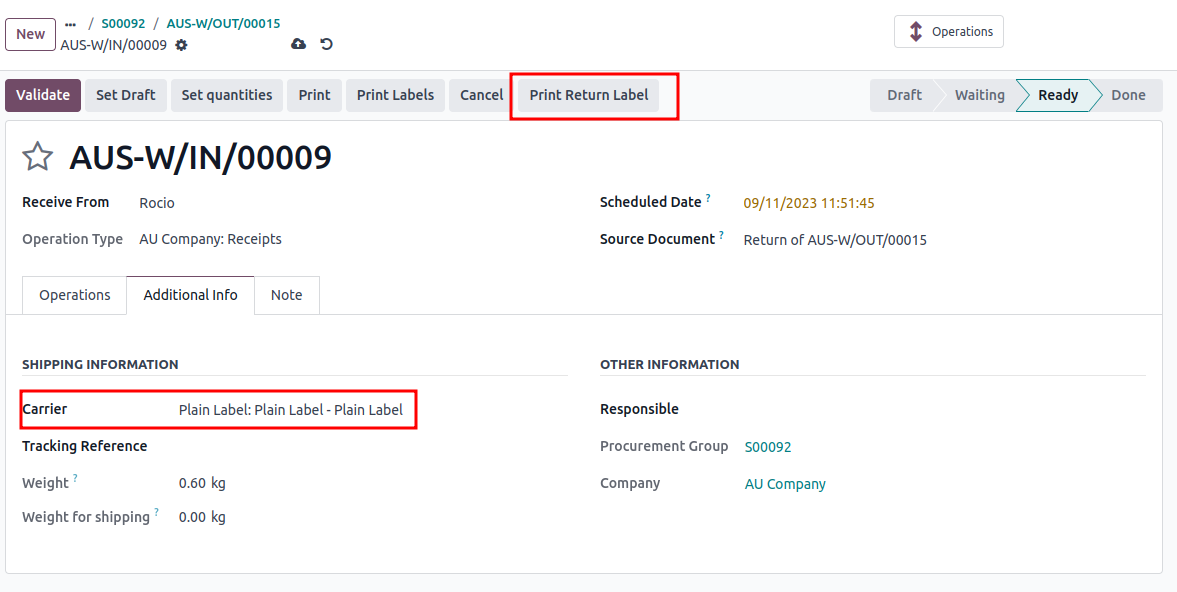 New
... / S00092 / AUS-W/OUT/00015
AUS-W/IN/00009
Operations
Validate Set Draft Set quantities Print Print Labels Cancel Print Return Label
Draft Waiting Ready Done
AUS-W/IN/00009
Receive From Rocio
Scheduled Date ? 09/11/2023 11:51:45
Operation Type AU Company: Receipts
Source Document ? Return of AUS-W/OUT/00015
Operations Additional Info Note
SHIPPING INFORMATION
Carrier Plain Label: Plain Label - Plain Label
Tracking Reference
Weight ? 0.60 kg
Weight for shipping ? 0.00 kg
OTHER INFORMATION
Responsible
Procurement Group S00092
Company AU Company